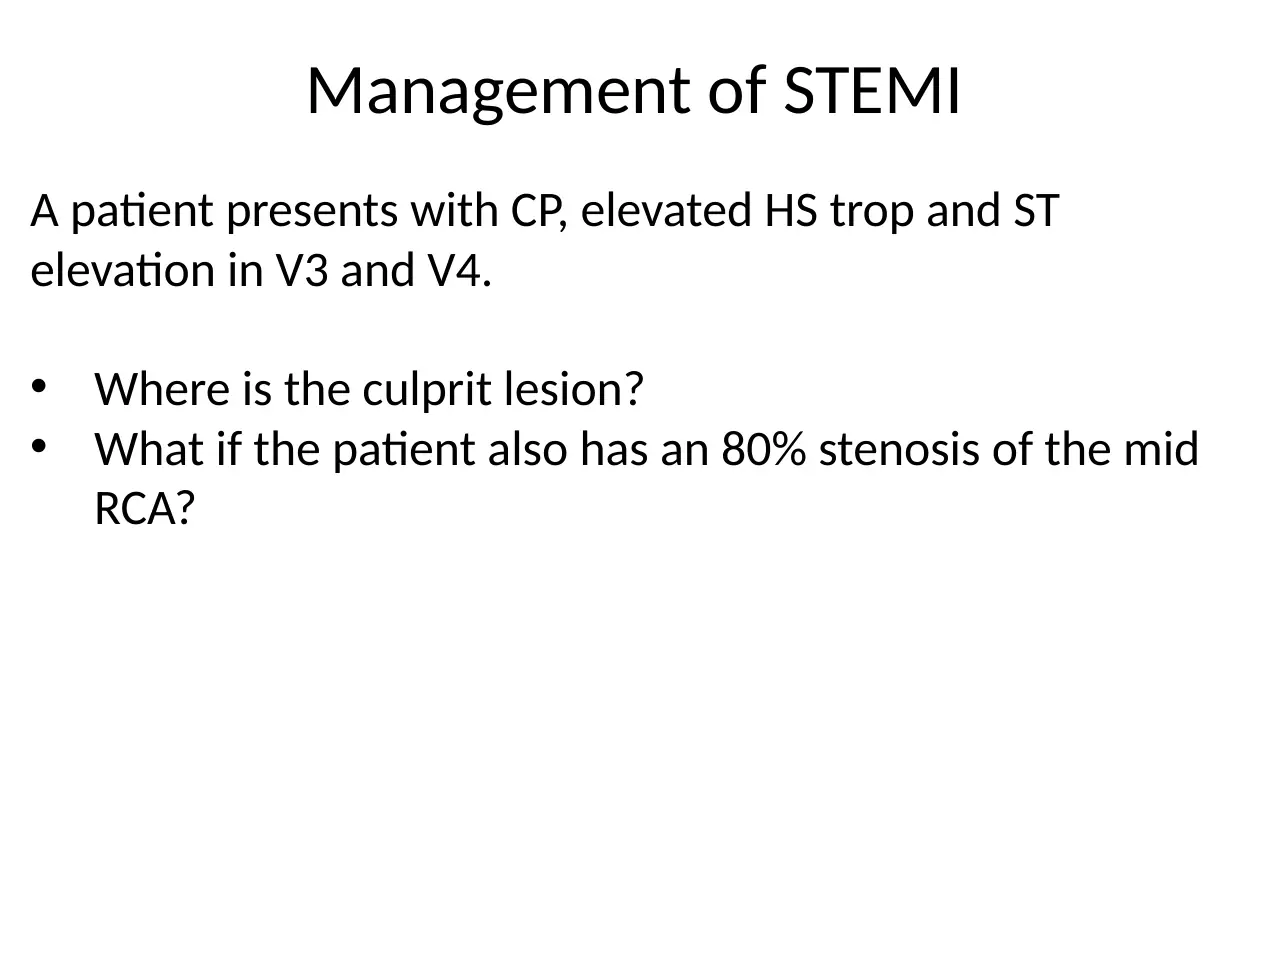 Management of STEMI
A patient presents with CP, elevated HS trop and ST
elevation in V3 and V4.
• Where is the culprit lesion?
• What if the patient also has an 80% stenosis of the mid
RCA?